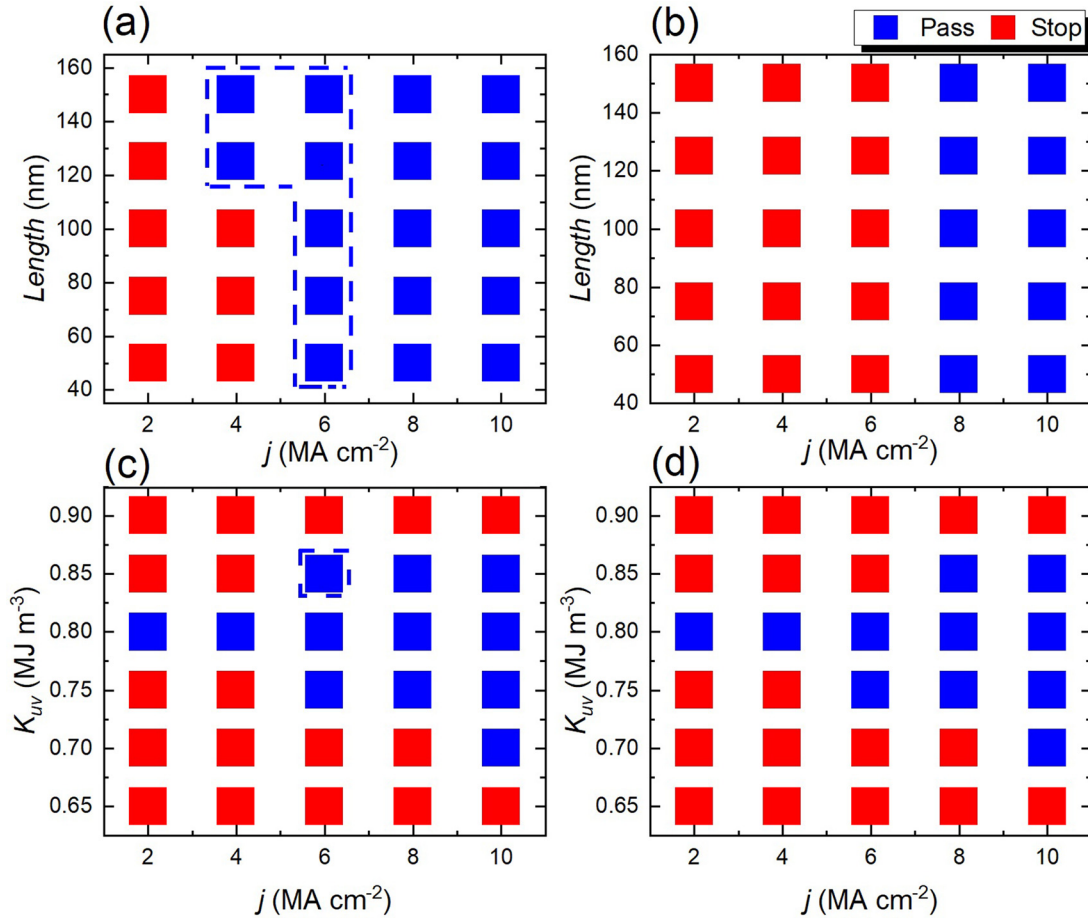 (a)
(b)
Pass Stop
160
140
120
100
80
60
40
Length (nm)
2 4 6 8 10
j (MA cm-2)
160
140
120
100
80
60
40
Length (nm)
2 4 6 8 10
j (MA cm-2)
(c)
(d)
0.90
0.85
0.80
0.75
0.70
0.65
Kuv (MJ m-3)
2 4 6 8 10
j (MA cm-2)
0.90
0.85
0.80
0.75
0.70
0.65
Kuv (MJ m-3)
2 4 6 8 10
j (MA cm-2)